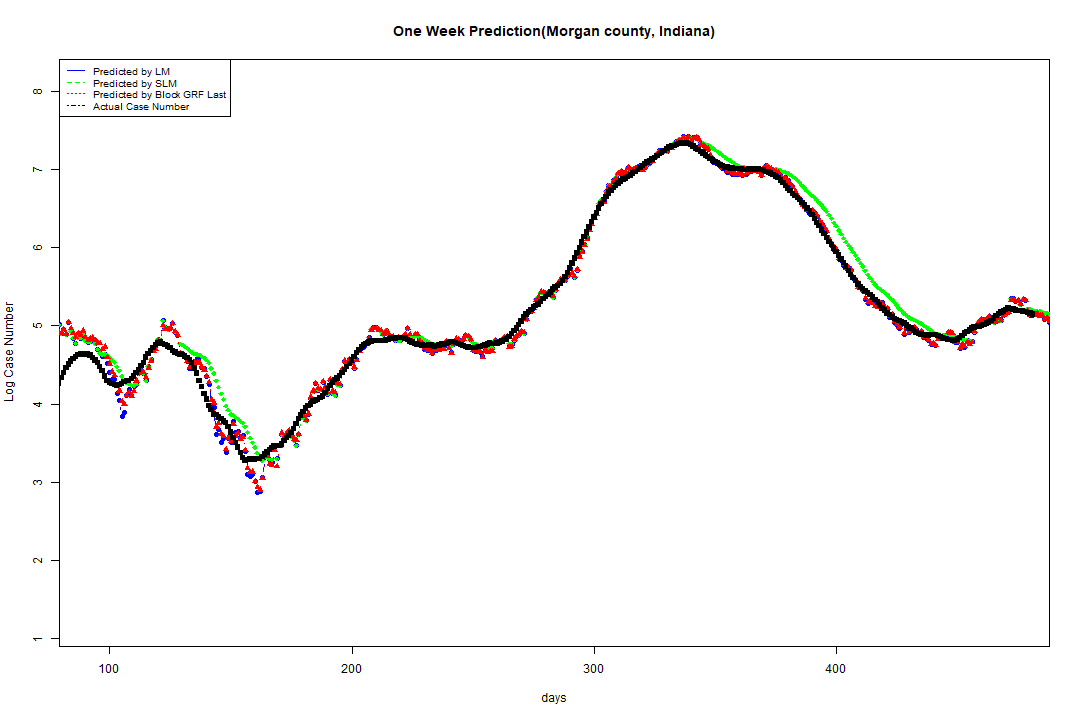 One Week Prediction(Morgan county, Indiana)
Predicted by LM
Predicted by SLM
Predicted by Block GRF Last
Actual Case Number
8
7
6
5
4
3
2
1
Log Case Number
100 200 300 400
days